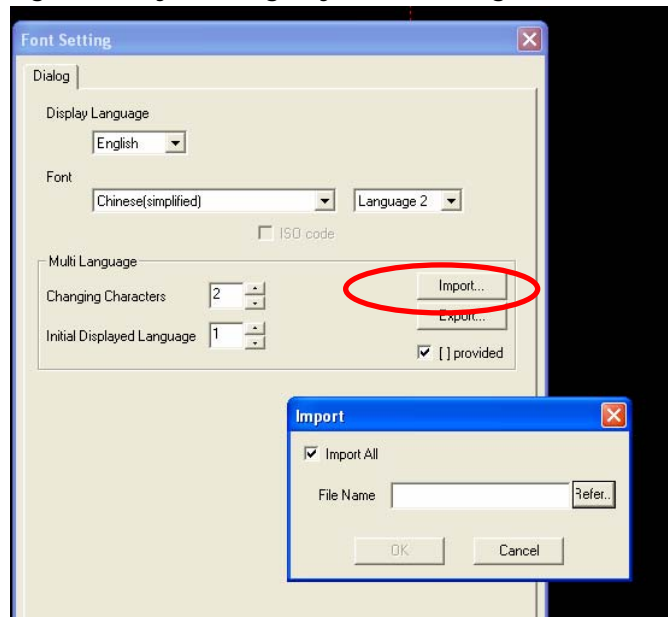 Font Setting
Dialog
Display Language
English
Font
Chinese(simplified)
Language 2
ISO code
Multi Language
Changing Characters
2
Import...
Initial Displayed Language
1
Export...
[ ] provided
Import
Import All
File Name
Refer..
OK
Cancel